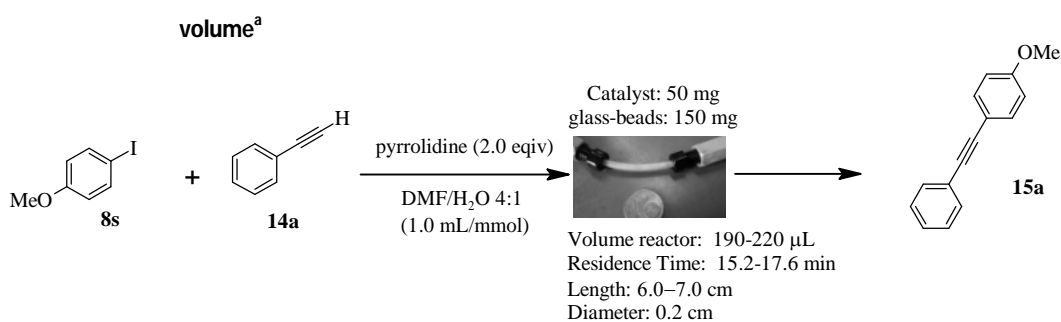 volume^a
I
MeO
8s
+
H
14a
pyrrolidine (2.0 eqiv)
DMF/H₂O 4:1
(1.0 mL/mmol)
Catalyst: 50 mg
glass-beads: 150 mg
Volume reactor: 190-220 µL
Residence Time: 15.2-17.6 min
Length: 6.0–7.0 cm
Diameter: 0.2 cm
OMe
15a